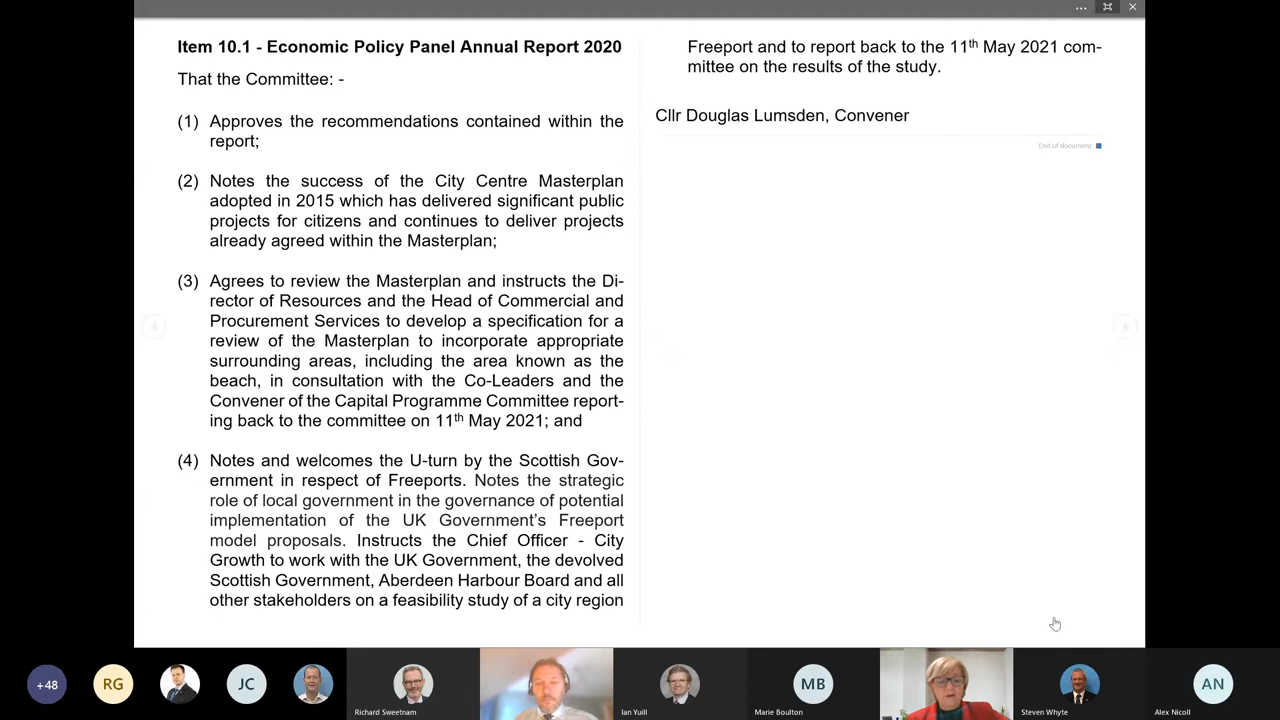 Item 10.1 - Economic Policy Panel Annual Report 2020
That the Committee: -
(1) Approves the recommendations contained within the
report;
(2) Notes the success of the City Centre Masterplan
adopted in 2015 which has delivered significant public
projects for citizens and continues to deliver projects
already agreed within the Masterplan;
(3) Agrees to review the Masterplan and instructs the Di-
rector of Resources and the Head of Commercial and
Procurement Services to develop a specification for a
review of the Masterplan to incorporate appropriate
surrounding areas, including the area known as the
beach, in consultation with the Co-Leaders and the
Convener of the Capital Programme Committee report-
ing back to the committee on 11th May 2021; and
(4) Notes and welcomes the U-turn by the Scottish Gov-
ernment in respect of Freeports. Notes the strategic
role of local government in the governance of potential
implementation of the UK Government's Freeport
model proposals. Instructs the Chief Officer - City
Growth to work with the UK Government, the devolved
Scottish Government, Aberdeen Harbour Board and all
other stakeholders on a feasibility study of a city region
Freeport and to report back to the 11th May 2021 com-
mittee on the results of the study.
Cllr Douglas Lumsden, Convener
End of document
+48
RG
JC
Richard Sweetnam
Ian Yuill
MB
Marie Boulton
Steven Whyte
AN
Alex Nicoll